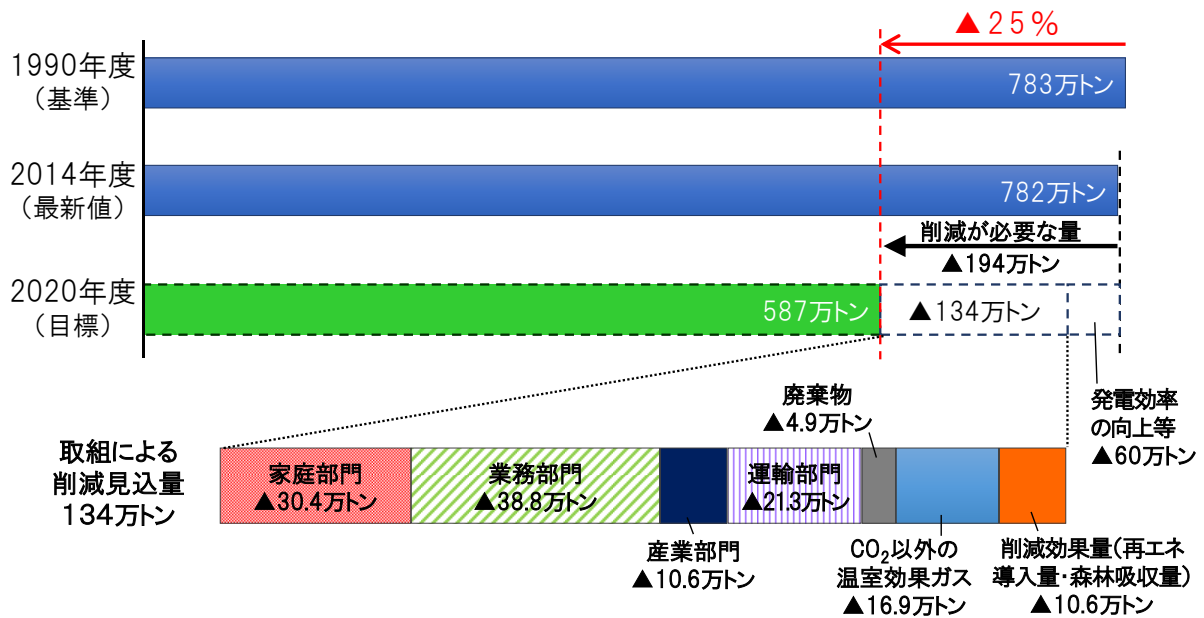 ▲25%
1990年度
（基準）
783万トン
2014年度
（最新値）
782万トン
削減が必要な量
▲194万トン
2020年度
（目標）
587万トン
▲134万トン
発電効率
の向上等
▲60万トン
取組による
削減見込量
134万トン
家庭部門
▲30.4万トン
業務部門
▲38.8万トン
産業部門
▲10.6万トン
運輸部門
▲21.3万トン
廃棄物
▲4.9万トン
CO₂以外の
温室効果ガス
▲16.9万トン
削減効果量（再エネ
導入量・森林吸収量）
▲10.6万トン